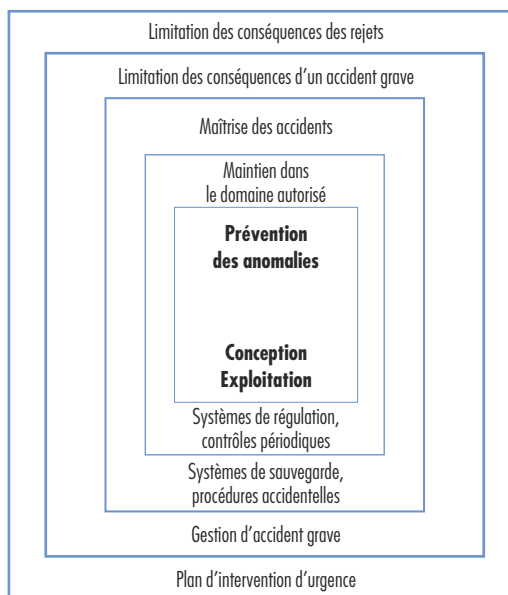 Limitation des conséquences des rejets
Limitation des conséquences d’un accident grave
Maîtrise des accidents
Maintien dans
le domaine autorisé
Prévention
des anomalies
Conception
Exploitation
Systèmes de régulation,
contrôles périodiques
Systèmes de sauvegarde,
procédures accidentelles
Gestion d’accident grave
Plan d’intervention d’urgence